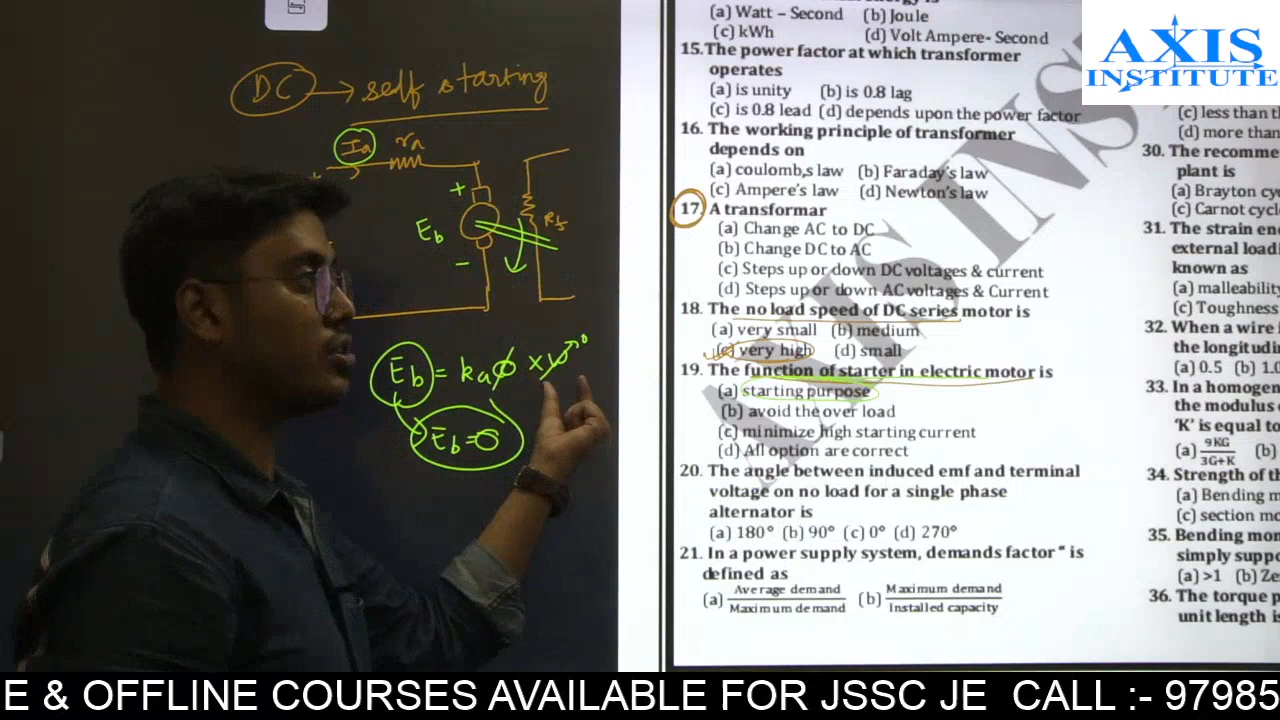 DC → self starting
Ia ra
+
Eb Rf
-
Eb = kaϕ × 0
Eb = 0
(a) Watt – Second (b) Joule
(c) kWh (d) Volt Ampere- Second
15.The power factor at which transformer
operates
(a) is unity (b) is 0.8 lag
(c) is 0.8 lead (d) depends upon the power factor
16. The working principle of transformer
depends on
(a) coulomb,s law (b) Faraday's law
(c) Ampere's law (d) Newton's law
17. A transformar
(a) Change AC to DC
(b) Change DC to AC
(c) Steps up or down DC voltages & current
(d) Steps up or down AC voltages & Current
18. The no load speed of DC series motor is
(a) very small (b) medium
(c) very high (d) small
19. The function of starter in electric motor is
(a) starting purpose
(b) avoid the over load
(c) minimize high starting current
(d) All option are correct
20. The angle between induced emf and terminal
voltage on no load for a single phase
alternator is
(a) 180° (b) 90° (c) 0° (d) 270°
21. In a power supply system, demands factor " is
defined as
(a) Average demand / Maximum demand (b) Maximum demand / Installed capacity
AXIS
INSTITUTE
(c) less than t
(d) more than
30. The recomme
plant is
(a) Brayton cy
(c) Carnot cycl
31. The strain en
external load
known as
(a) malleabilit
(c) Toughness
32. When a wire
the longitudin
(a) 0.5 (b) 1.0
33. In a homogen
the modulus
'K' is equal to
(a) 9KG / 3G+K (b)
34. Strength of th
(a) Bending m
(c) section mo
35. Bending mon
simply suppo
(a) >1 (b) Ze
36. The torque p
unit length is
AXIS INS
E & OFFLINE COURSES AVAILABLE FOR JSSC JE CALL :- 97985